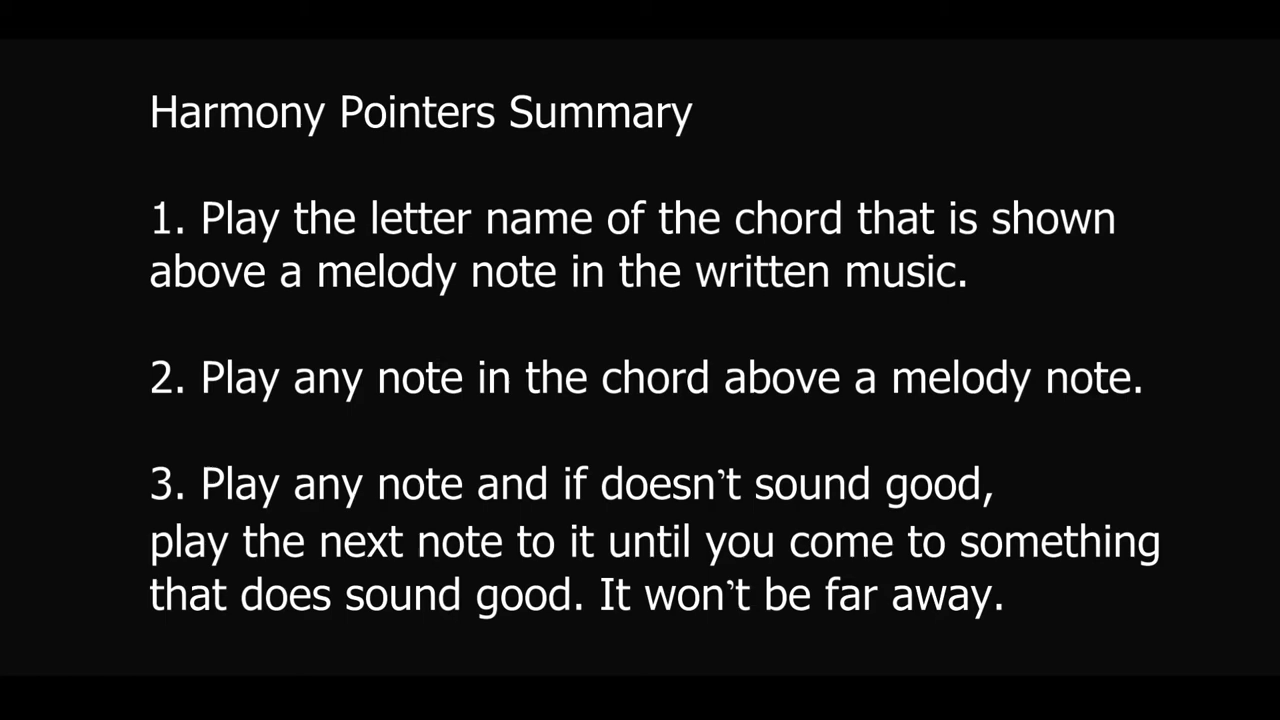 Harmony Pointers Summary
1. Play the letter name of the chord that is shown
above a melody note in the written music.
2. Play any note in the chord above a melody note.
3. Play any note and if doesn't sound good,
play the next note to it until you come to something
that does sound good. It won't be far away.